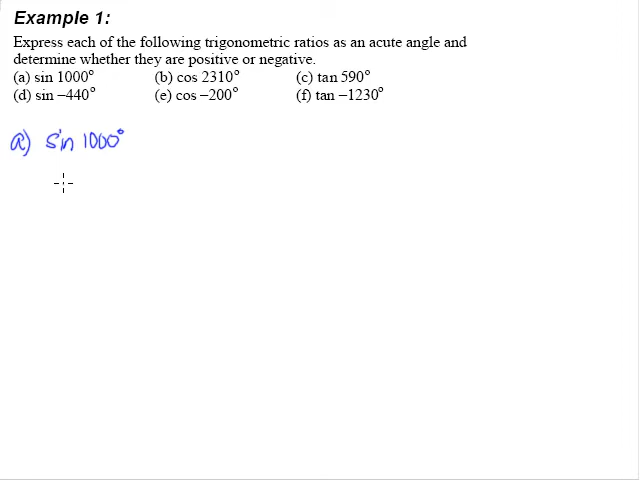 Example 1:
Express each of the following trigonometric ratios as an acute angle and
determine whether they are positive or negative.
(a) sin 1000° (b) cos 2310° (c) tan 590°
(d) sin –440° (e) cos –200° (f) tan –1230°
a) sin 1000°